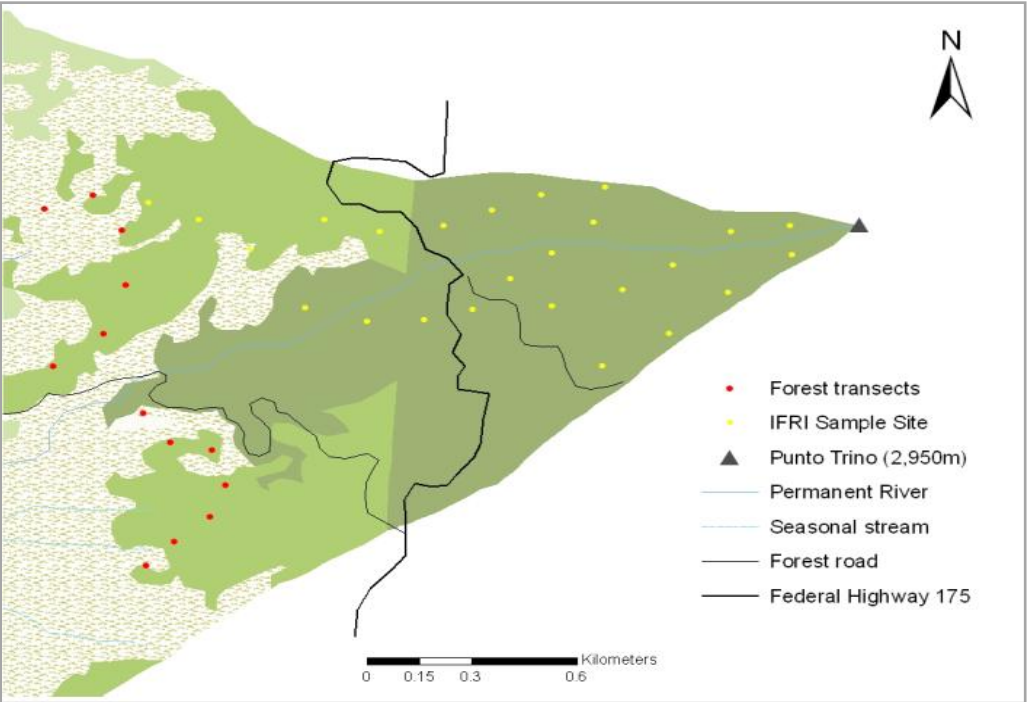 N
Forest transects
IFRI Sample Site
Punto Trino (2,950m)
Permanent River
Seasonal stream
Forest road
Federal Highway 175
Kilometers
0 0.15 0.3 0.6